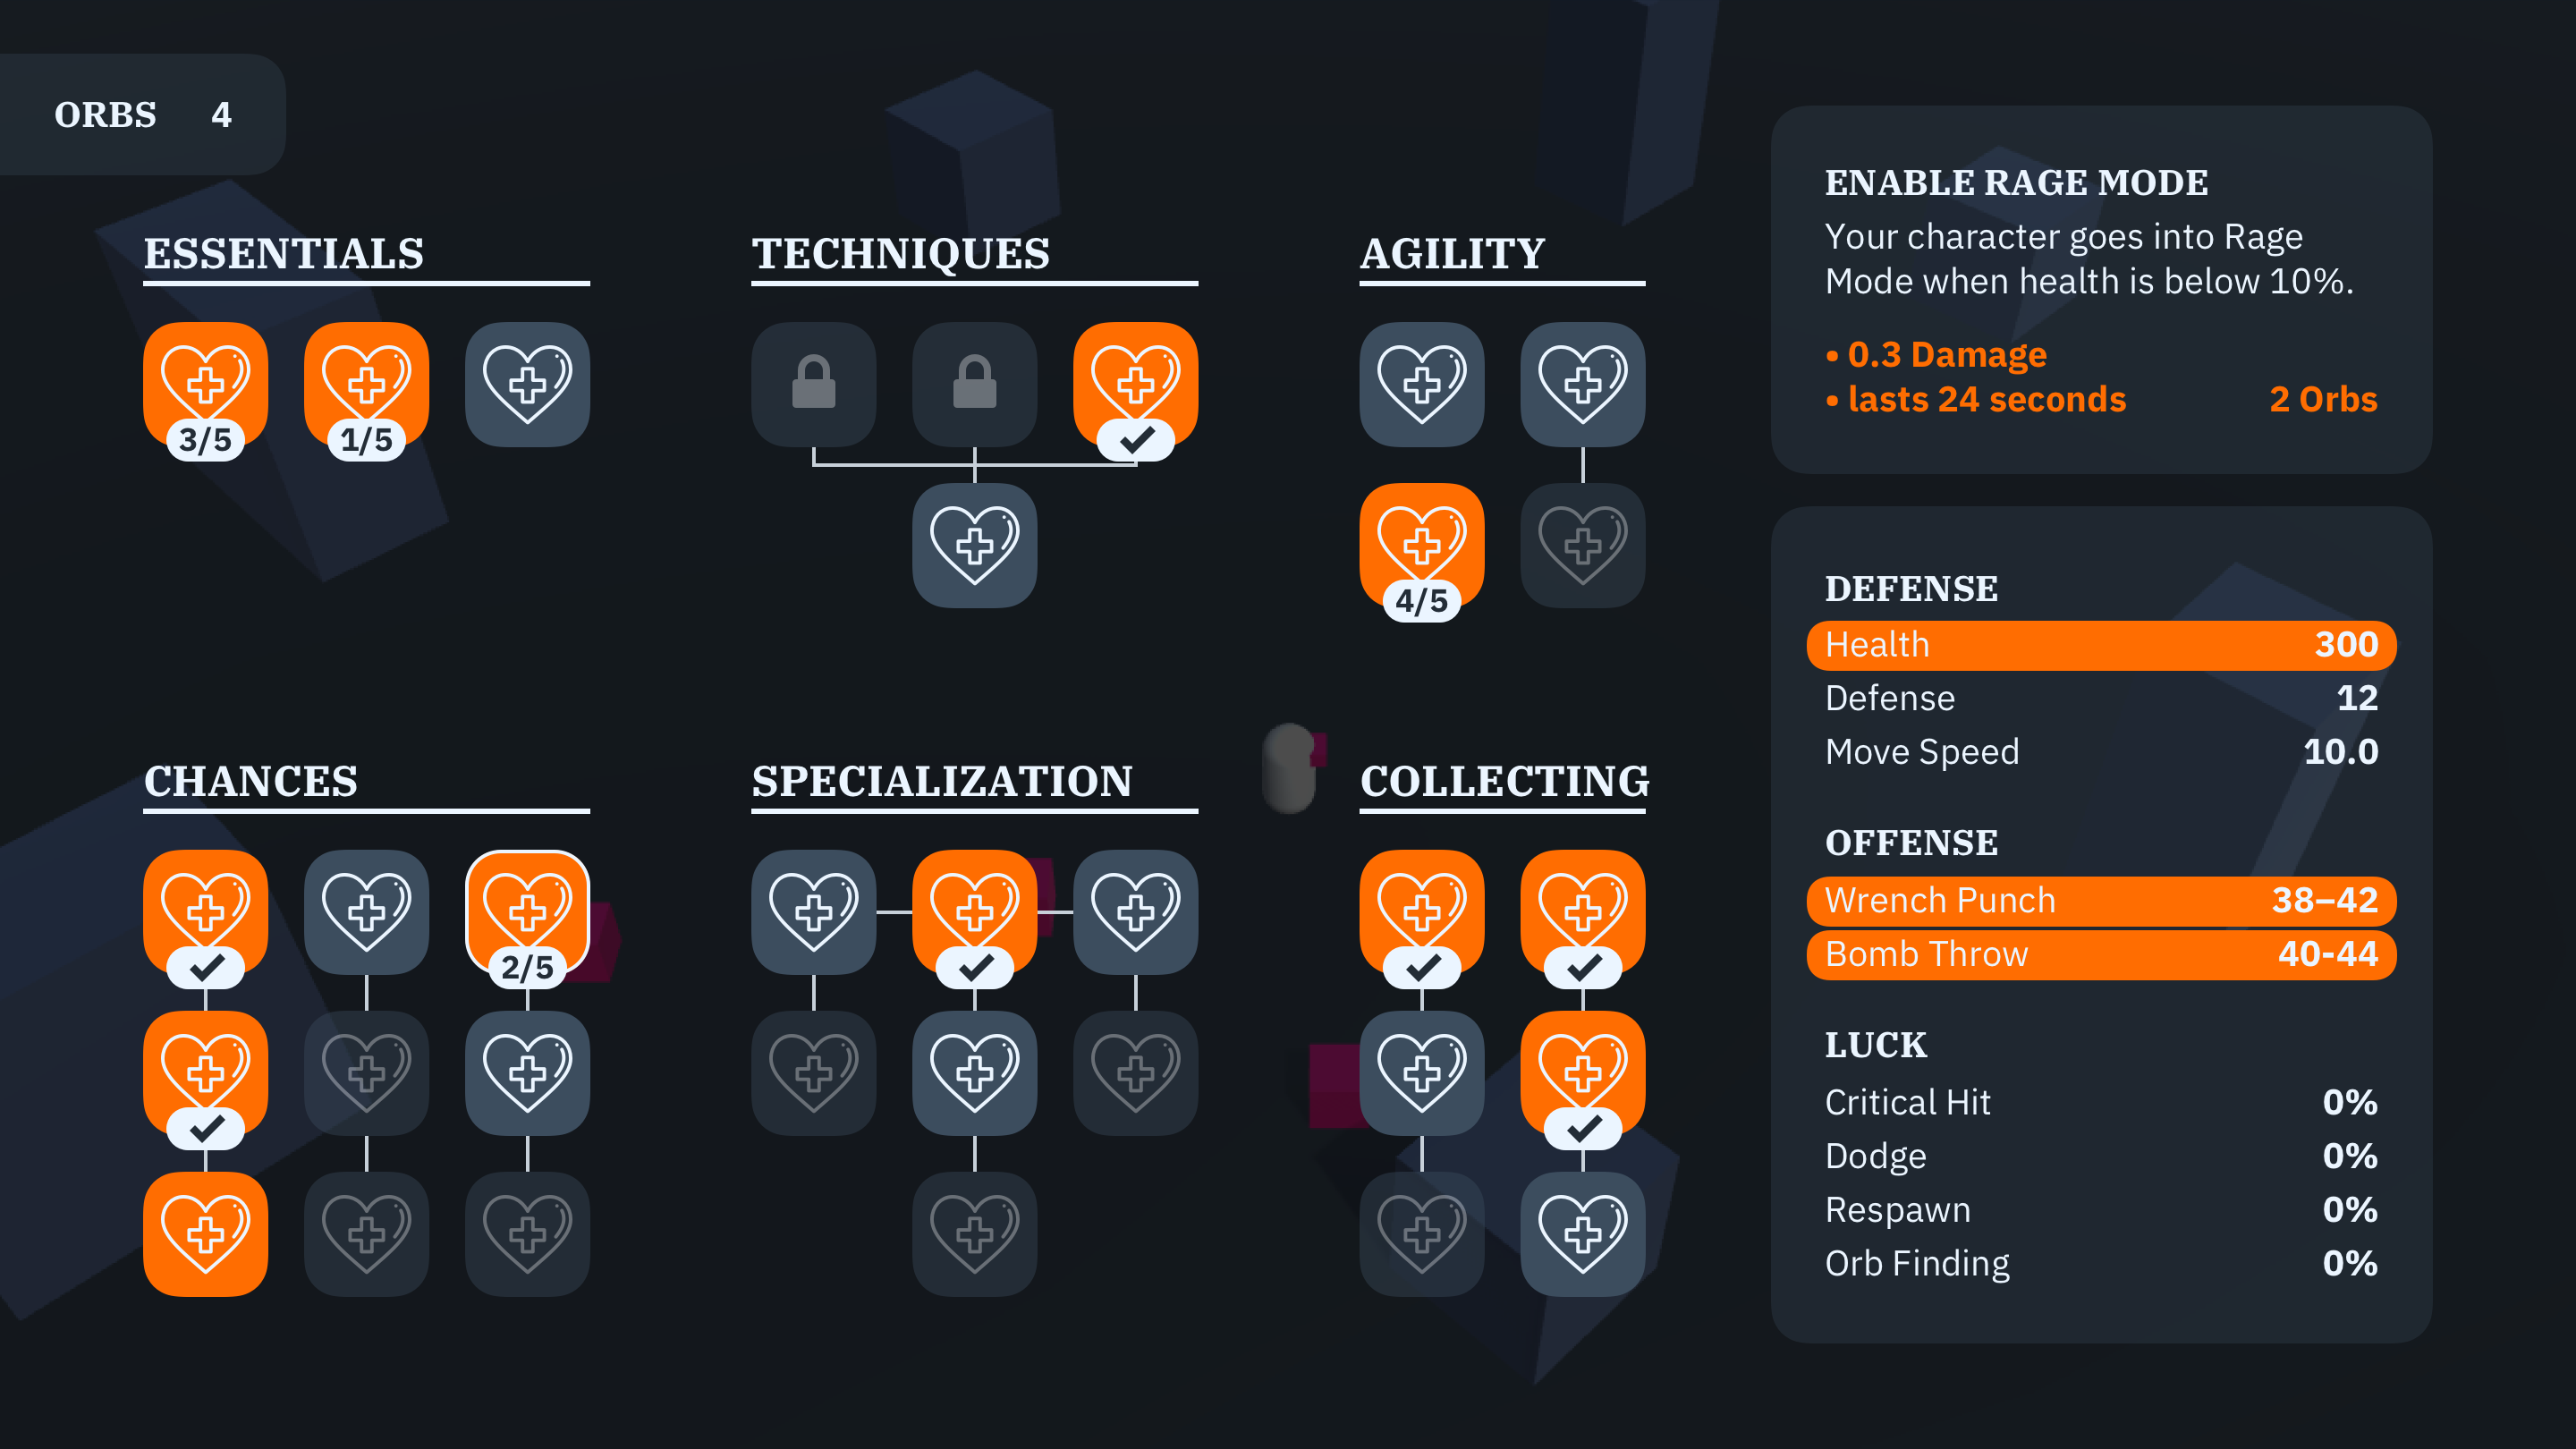 ORBS 4
ESSENTIALS
3/5
1/5
TECHNIQUES
AGILITY
4/5
CHANCES
2/5
SPECIALIZATION
COLLECTING
ENABLE RAGE MODE
Your character goes into Rage
Mode when health is below 10%.
• 0.3 Damage
• lasts 24 seconds 2 Orbs
DEFENSE
Health 300
Defense 12
Move Speed 10.0
OFFENSE
Wrench Punch 38–42
Bomb Throw 40-44
LUCK
Critical Hit 0%
Dodge 0%
Respawn 0%
Orb Finding 0%